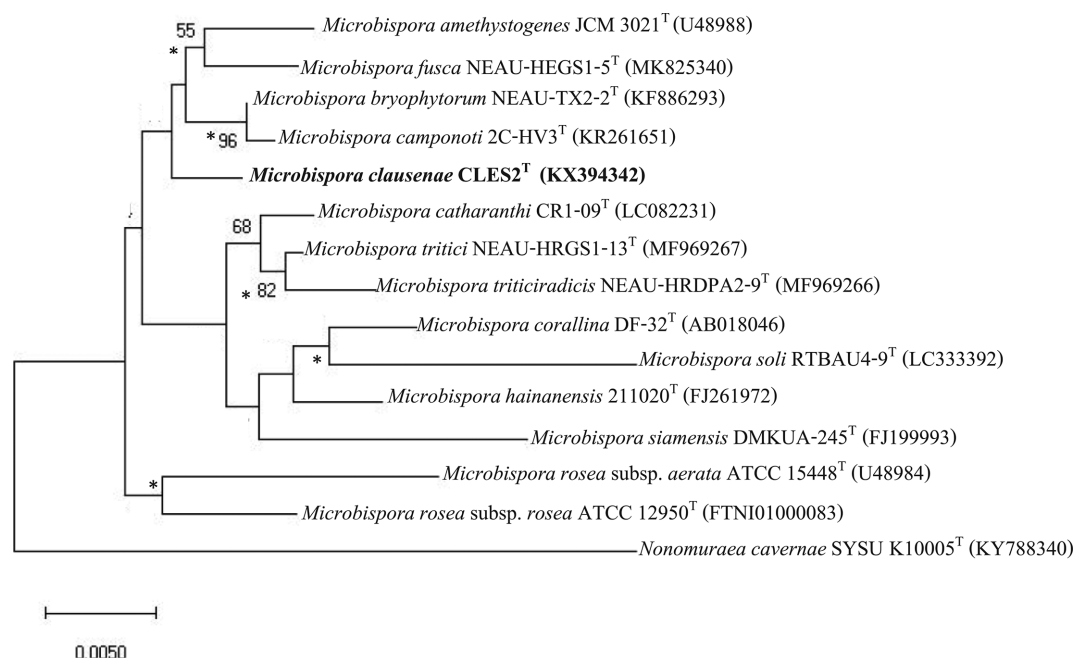 55
*
Microbispora amethystogenes JCM 3021T (U48988)
Microbispora fusca NEAU-HEGS1-5T (MK825340)
Microbispora bryophytorum NEAU-TX2-2T (KF886293)
*96
Microbispora camponoti 2C-HV3T (KR261651)
Microbispora clausenae CLES2T (KX394342)
Microbispora catharanthi CR1-09T (LC082231)
68
Microbispora tritici NEAU-HRGS1-13T (MF969267)
* 82
Microbispora triticiradicis NEAU-HRDPA2-9T (MF969266)
Microbispora corallina DF-32T (AB018046)
*
Microbispora soli RTBAU4-9T (LC333392)
Microbispora hainanensis 211020T (FJ261972)
Microbispora siamensis DMKUA-245T (FJ199993)
Microbispora rosea subsp. aerata ATCC 15448T (U48984)
*
Microbispora rosea subsp. rosea ATCC 12950T (FTNI01000083)
Nonomuraea cavernae SYSU K10005T (KY788340)
0.0050